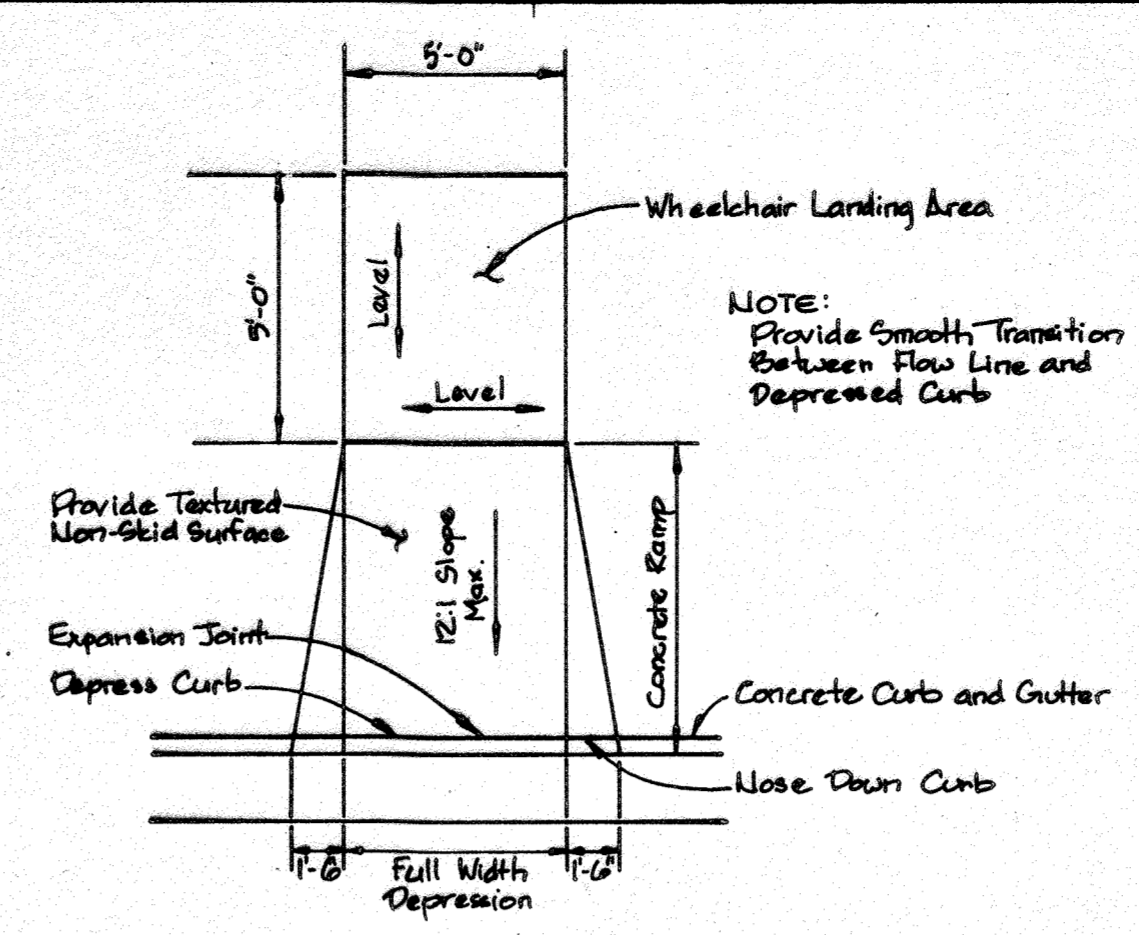 5'-0"
Wheelchair Landing Area
5'-0"
Level
NOTE:
Provide Smooth Transition
Between Flow Line and
Depressed Curb
Level
Provide Textured
Non-Skid Surface
12:1 Slope
Max.
Concrete Ramp
Expansion Joint
Depress Curb
Concrete Curb and Gutter
Nose Down Curb
1'-6"
Full Width
Depression
1'-6"